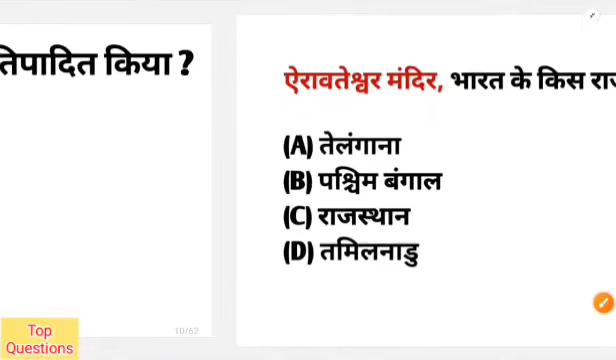 तिपादित किया ?
ऐरावतेश्वर मंदिर, भारत के किस
(A) तेलंगाना
(B) पश्चिम बंगाल
(C) राजस्थान
(D) तमिलनाडु
10/62
Top
Questions